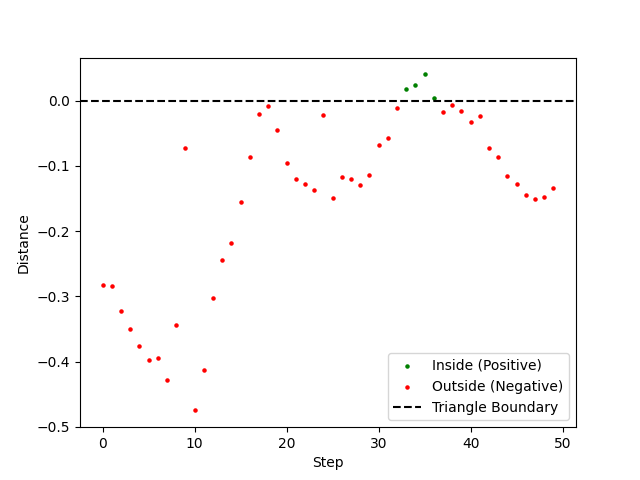 0.0
−0.1
−0.2
−0.3
−0.4
−0.5
Distance
0 10 20 30 40 50
Step
Inside (Positive)
Outside (Negative)
Triangle Boundary